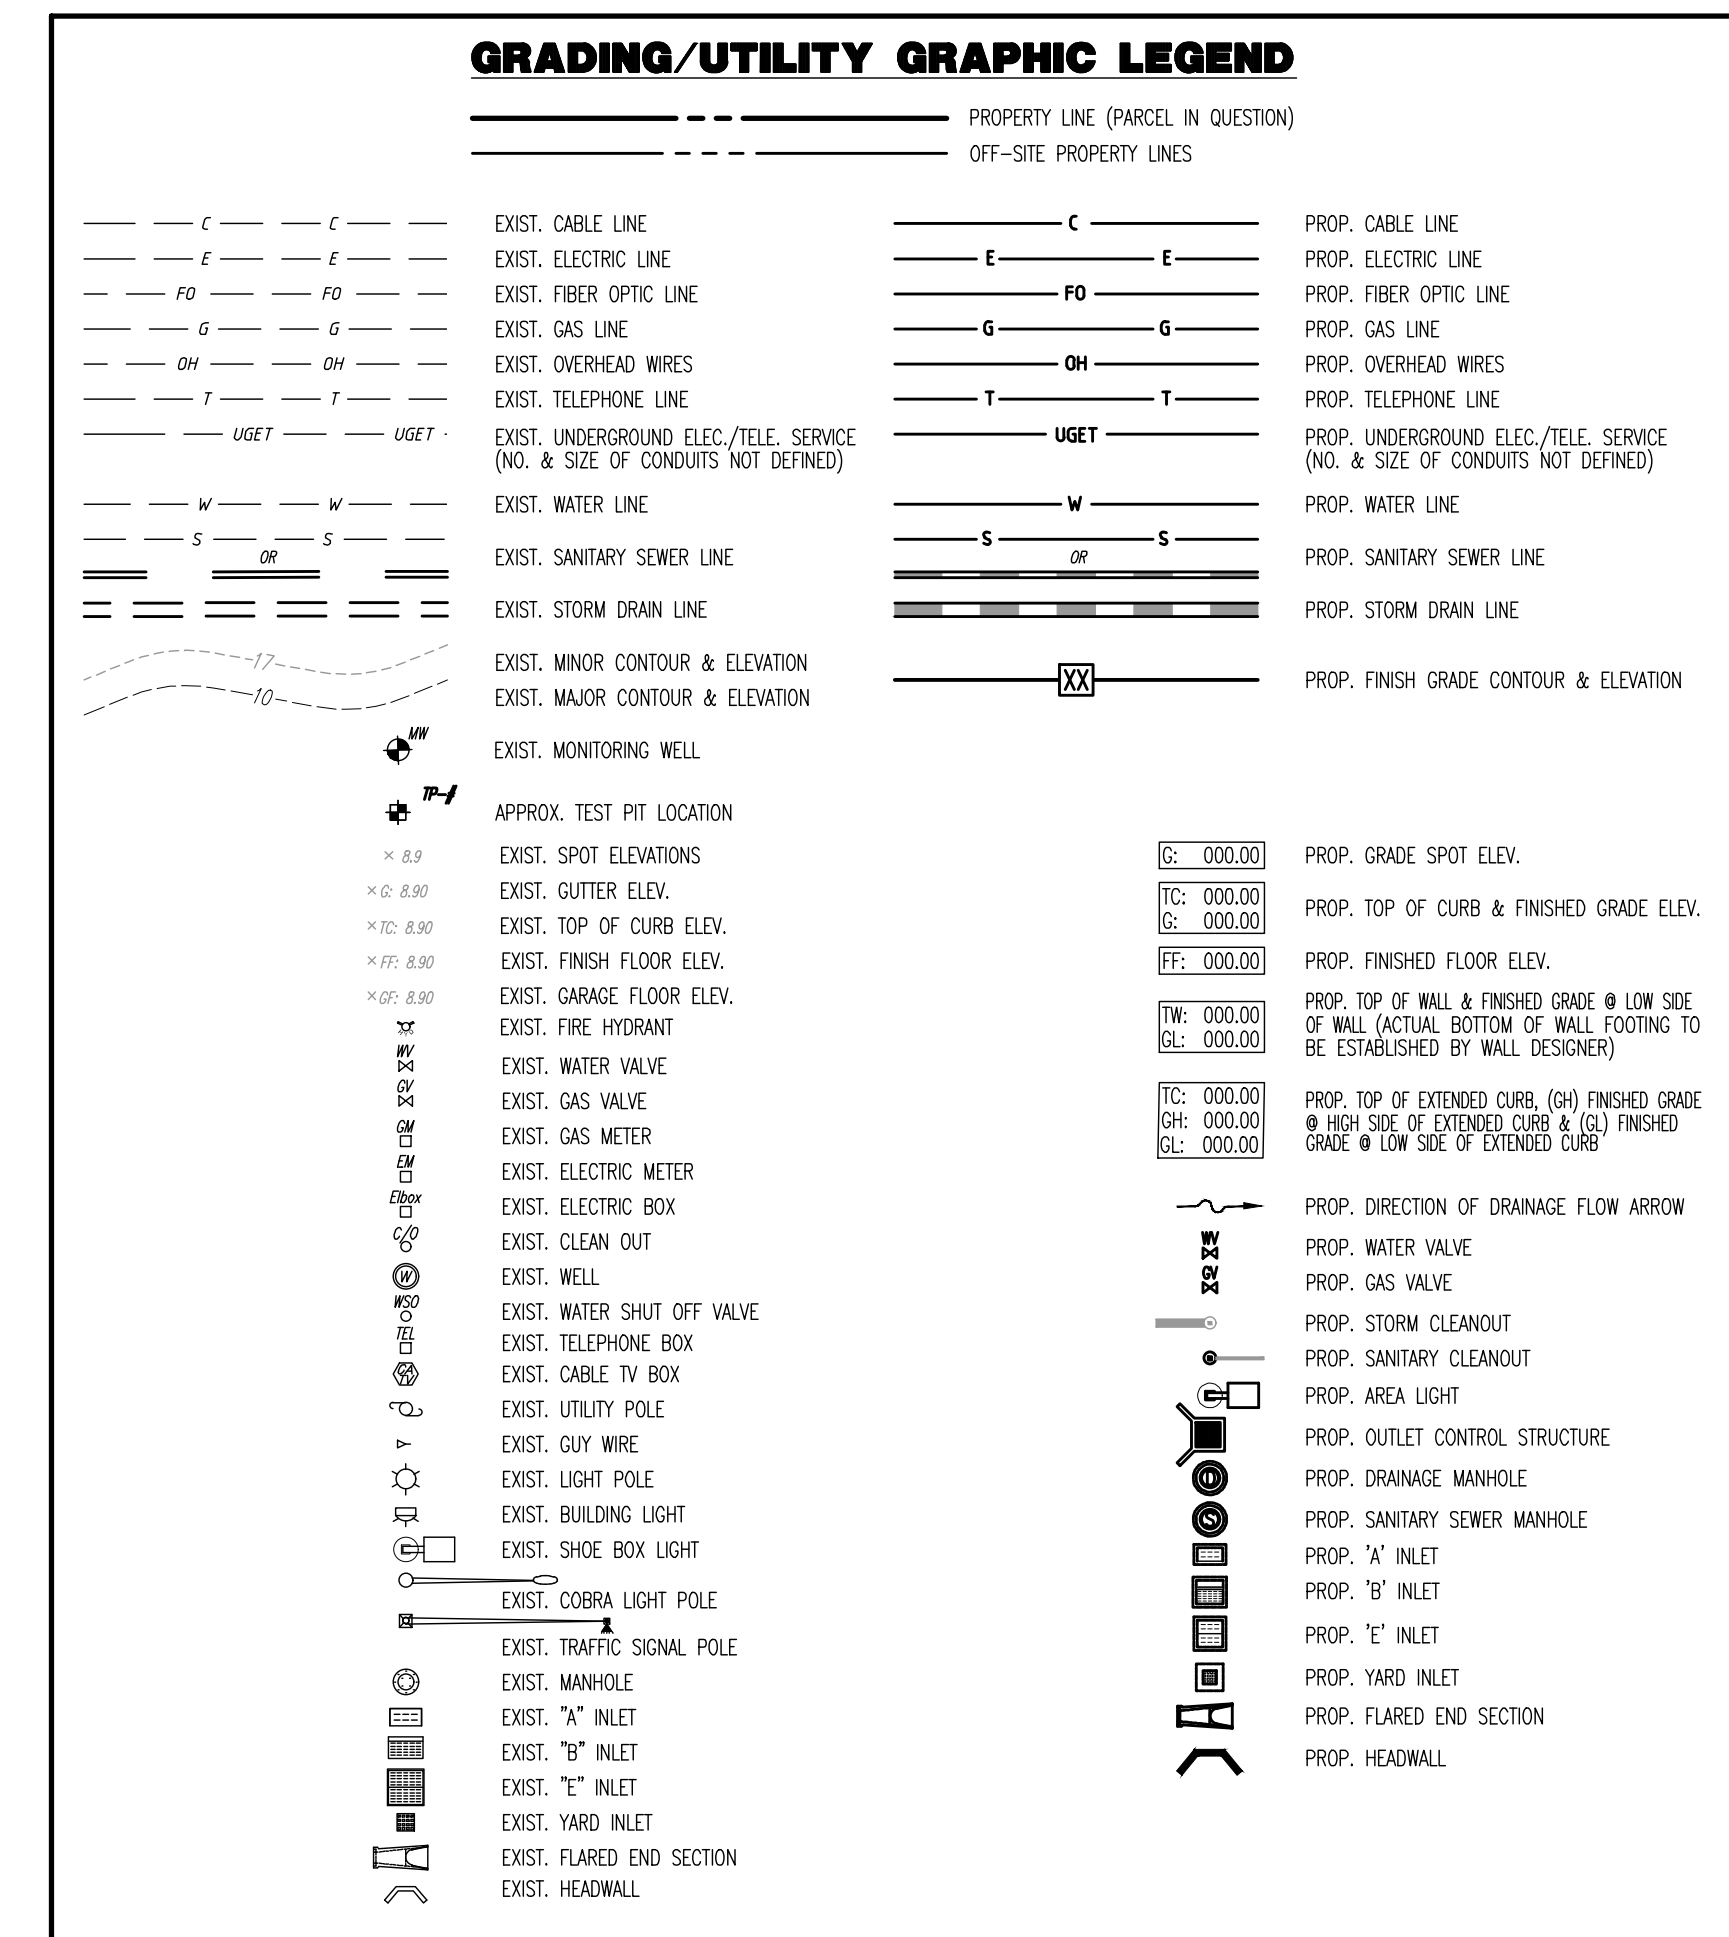 GRADING/UTILITY GRAPHIC LEGEND
PROPERTY LINE (PARCEL IN QUESTION)
OFF-SITE PROPERTY LINES
C C EXIST. CABLE LINE C PROP. CABLE LINE
E E EXIST. ELECTRIC LINE E E PROP. ELECTRIC LINE
FO FO EXIST. FIBER OPTIC LINE FO PROP. FIBER OPTIC LINE
G G EXIST. GAS LINE G G PROP. GAS LINE
OH OH EXIST. OVERHEAD WIRES OH PROP. OVERHEAD WIRES
T T EXIST. TELEPHONE LINE T T PROP. TELEPHONE LINE
UGET UGET EXIST. UNDERGROUND ELEC./TELE. SERVICE UGET PROP. UNDERGROUND ELEC./TELE. SERVICE
(NO. & SIZE OF CONDUITS NOT DEFINED) (NO. & SIZE OF CONDUITS NOT DEFINED)
W W EXIST. WATER LINE W PROP. WATER LINE
S S S S
OR EXIST. SANITARY SEWER LINE OR PROP. SANITARY SEWER LINE
EXIST. STORM DRAIN LINE PROP. STORM DRAIN LINE
17 EXIST. MINOR CONTOUR & ELEVATION
XX PROP. FINISH GRADE CONTOUR & ELEVATION
10 EXIST. MAJOR CONTOUR & ELEVATION
MW EXIST. MONITORING WELL
TP-# APPROX. TEST PIT LOCATION
× 8.9 EXIST. SPOT ELEVATIONS
× G: 8.90 EXIST. GUTTER ELEV.
× TC: 8.90 EXIST. TOP OF CURB ELEV.
× FF: 8.90 EXIST. FINISH FLOOR ELEV.
× GF: 8.90 EXIST. GARAGE FLOOR ELEV.
EXIST. FIRE HYDRANT
WV EXIST. WATER VALVE
GV EXIST. GAS VALVE
GM EXIST. GAS METER
EM EXIST. ELECTRIC METER
Elbox EXIST. ELECTRIC BOX
C/O EXIST. CLEAN OUT
W EXIST. WELL
WSO EXIST. WATER SHUT OFF VALVE
TEL EXIST. TELEPHONE BOX
CA
TV EXIST. CABLE TV BOX
EXIST. UTILITY POLE
EXIST. GUY WIRE
EXIST. LIGHT POLE
EXIST. BUILDING LIGHT
EXIST. SHOE BOX LIGHT
EXIST. COBRA LIGHT POLE
EXIST. TRAFFIC SIGNAL POLE
EXIST. MANHOLE
EXIST. "A" INLET
EXIST. "B" INLET
EXIST. "E" INLET
EXIST. YARD INLET
EXIST. FLARED END SECTION
EXIST. HEADWALL
G: 000.00 PROP. GRADE SPOT ELEV.
TC: 000.00
G: 000.00
PROP. TOP OF CURB & FINISHED GRADE ELEV.
FF: 000.00 PROP. FINISHED FLOOR ELEV.
TW: 000.00
GL: 000.00
PROP. TOP OF WALL & FINISHED GRADE @ LOW SIDE
OF WALL (ACTUAL BOTTOM OF WALL FOOTING TO
BE ESTABLISHED BY WALL DESIGNER)
TC: 000.00
GH: 000.00
GL: 000.00
PROP. TOP OF EXTENDED CURB, (GH) FINISHED GRADE
@ HIGH SIDE OF EXTENDED CURB & (GL) FINISHED
GRADE @ LOW SIDE OF EXTENDED CURB
PROP. DIRECTION OF DRAINAGE FLOW ARROW
WV PROP. WATER VALVE
GV PROP. GAS VALVE
PROP. STORM CLEANOUT
PROP. SANITARY CLEANOUT
PROP. AREA LIGHT
PROP. OUTLET CONTROL STRUCTURE
D PROP. DRAINAGE MANHOLE
S PROP. SANITARY SEWER MANHOLE
PROP. 'A' INLET
PROP. 'B' INLET
PROP. 'E' INLET
PROP. YARD INLET
PROP. FLARED END SECTION
PROP. HEADWALL